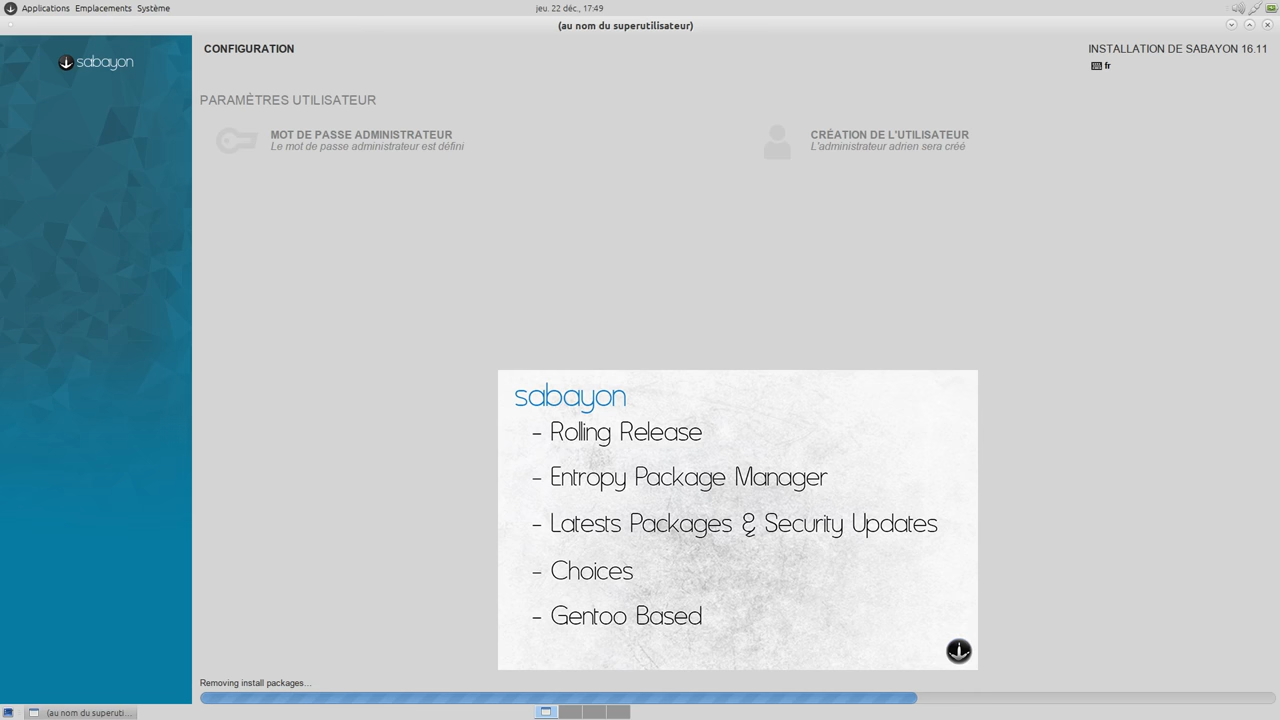 Applications Emplacements Système
jeu. 22 déc., 17:49
(au nom du superutilisateur)
sabayon
CONFIGURATION
INSTALLATION DE SABAYON 16.11
fr
PARAMÈTRES UTILISATEUR
MOT DE PASSE ADMINISTRATEUR
Le mot de passe administrateur est défini
CRÉATION DE L'UTILISATEUR
L'administrateur adrien sera créé
sabayon
- Rolling Release
- Entropy Package Manager
- Latests Packages & Security Updates
- Choices
- Gentoo Based
Removing install packages...
(au nom du superuti...